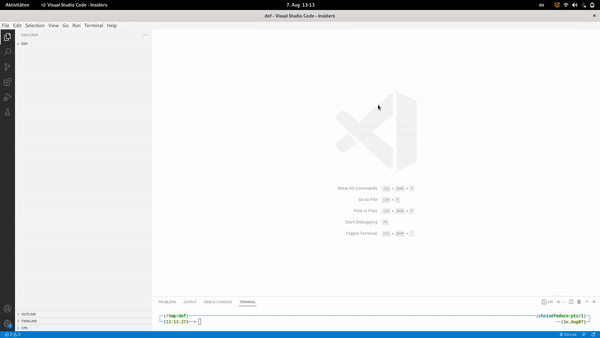 Aktivitäten Visual Studio Code - Insiders 7. Aug 13:13 de
def - Visual Studio Code - Insiders
File Edit Selection View Go Run Terminal Help
EXPLORER
DEF
Show All Commands Ctrl + Shift + P
Go to File Ctrl + P
Find in Files Ctrl + Shift + F
Start Debugging F5
Toggle Terminal Ctrl + Shift +
PROBLEMS OUTPUT DEBUG CONSOLE TERMINAL
(/tmp/def) (chris@fedora:pts/1)
(13:13:27)──> (Sa,Aug07)
OUTLINE
TIMELINE
0 0 Go Live